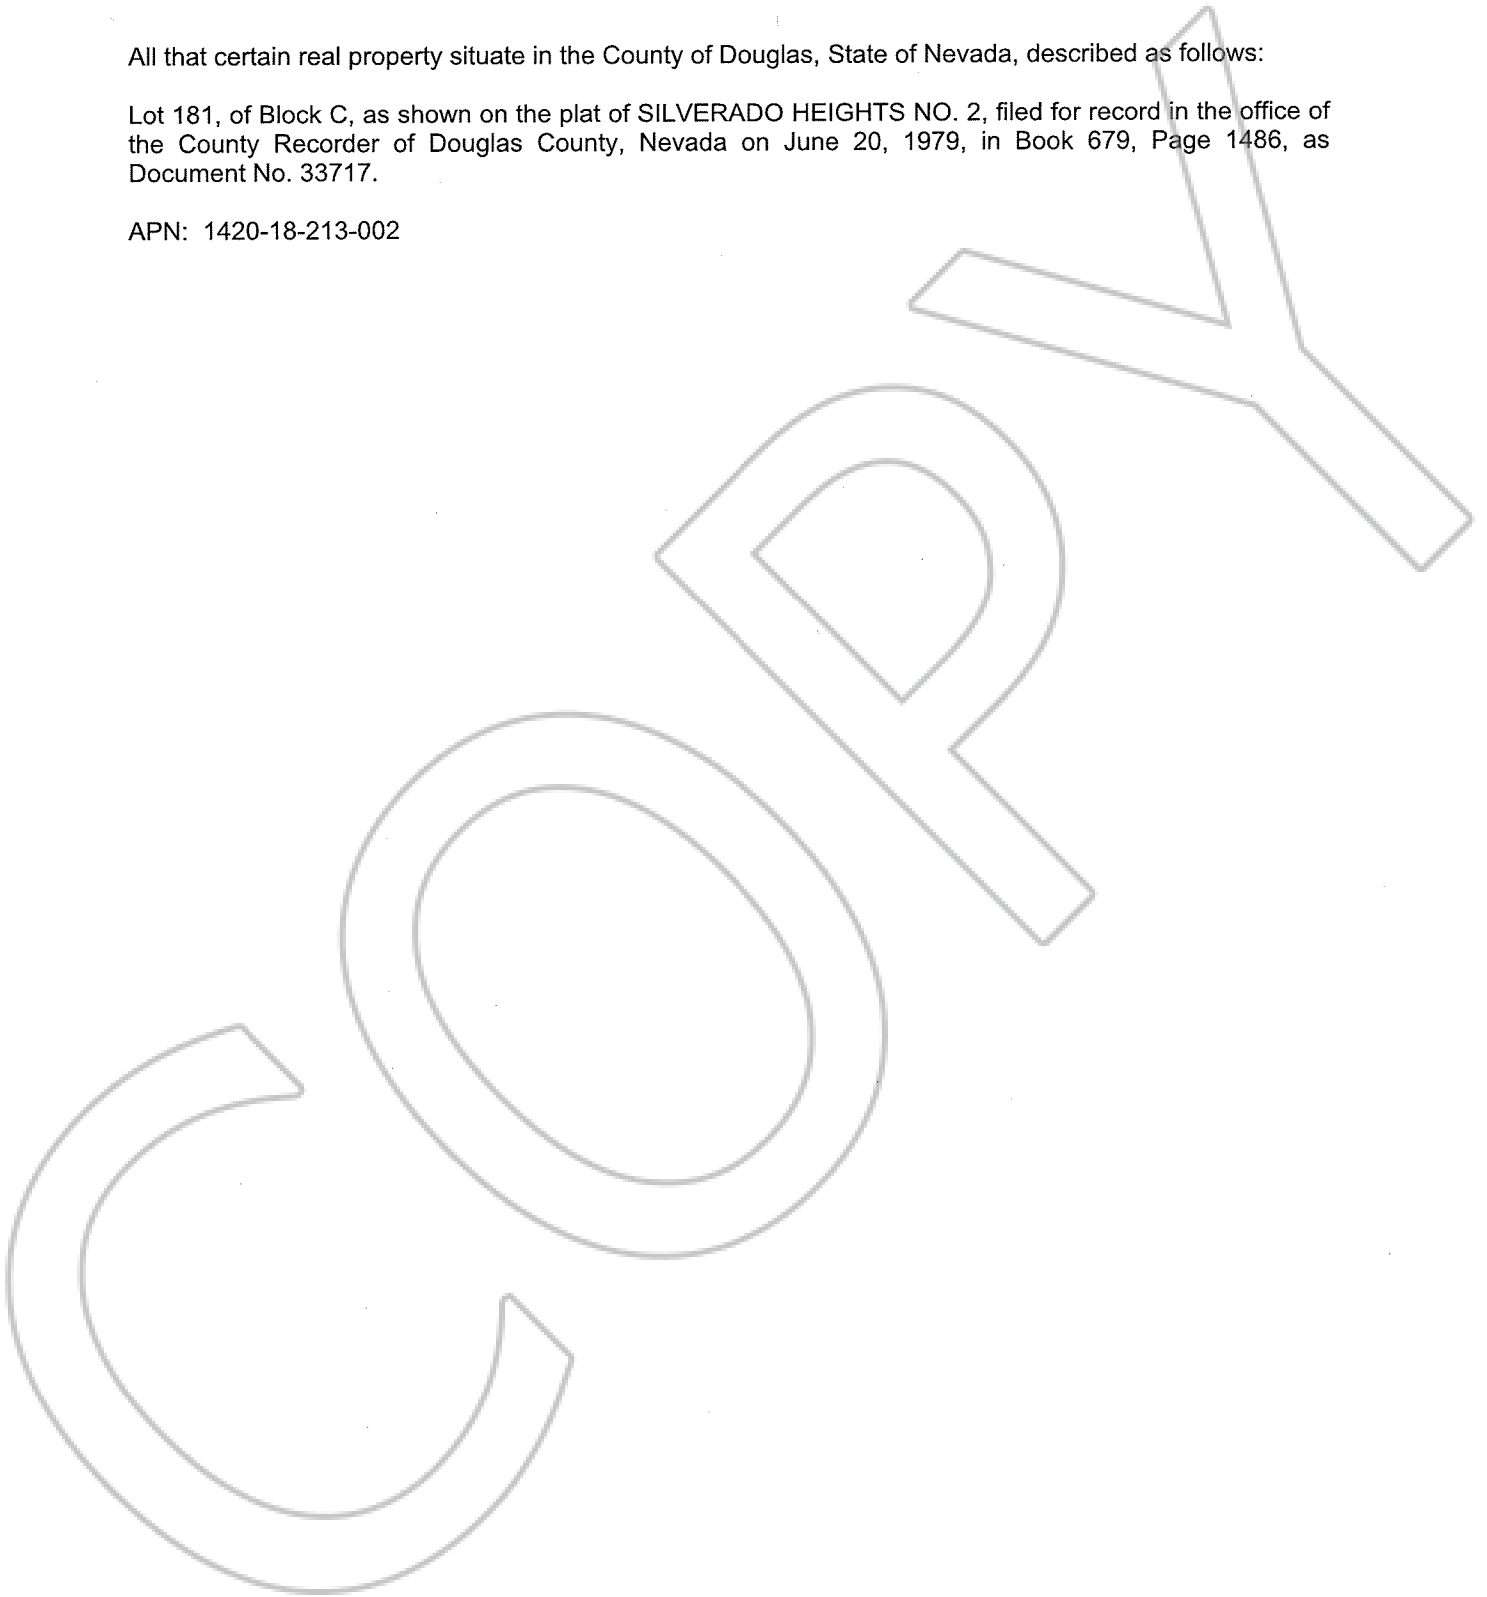 All that certain real property situate in the County of Douglas, State of Nevada, described as follows:
Lot 181, of Block C, as shown on the plat of SILVERADO HEIGHTS NO. 2, filed for record in the office of
the County Recorder of Douglas County, Nevada on June 20, 1979, in Book 679, Page 1486, as
Document No. 33717.
APN: 1420-18-213-002
COPY